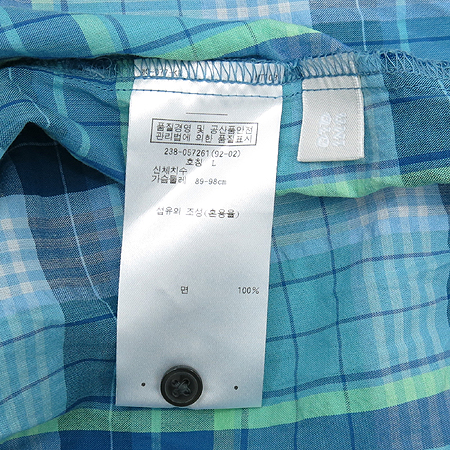 품질경영 및 공산품안전
관리법에 의한 품질표시
238-057261(92-02)
호칭 L
신체치수
가슴둘레 89-98cm
섬유의 조성(혼용율)
면 100%